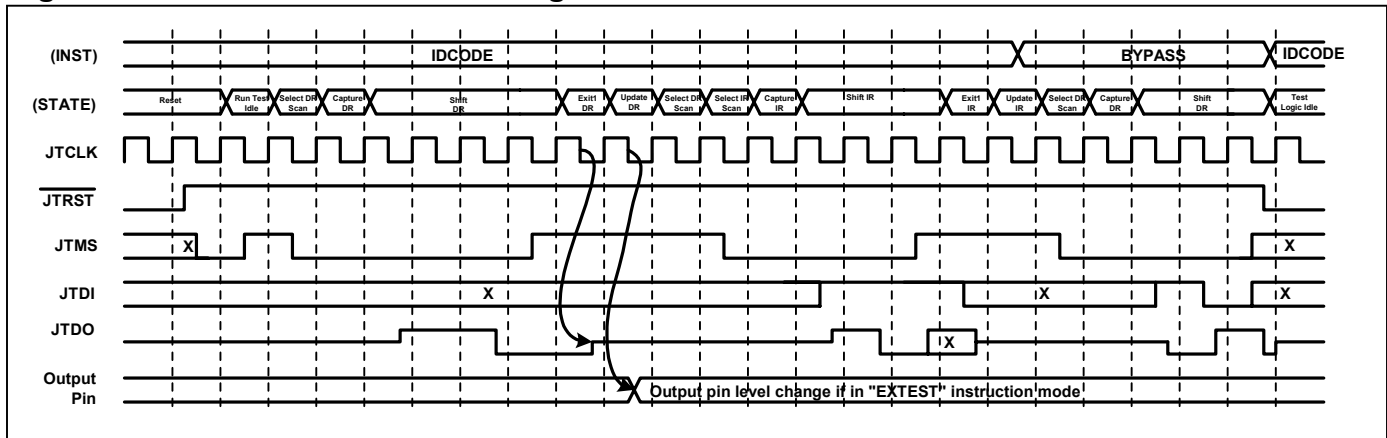 (INST)
IDCODE
BYPASS
IDCODE
(STATE)
Reset
Run Test
Idle
Select DR
Scan
Capture
DR
Shift
DR
Exit1
DR
Update
DR
Select DR
Scan
Select IR
Scan
Capture
IR
Shift IR
Exit1
IR
Update
IR
Select DR
Scan
Capture
DR
Shift
DR
Test
Logic Idle
JTCLK
JTRST
JTMS
X
X
JTDI
X
X
X
JTDO
X
Output
Pin
Output pin level change if in "EXTEST" instruction mode